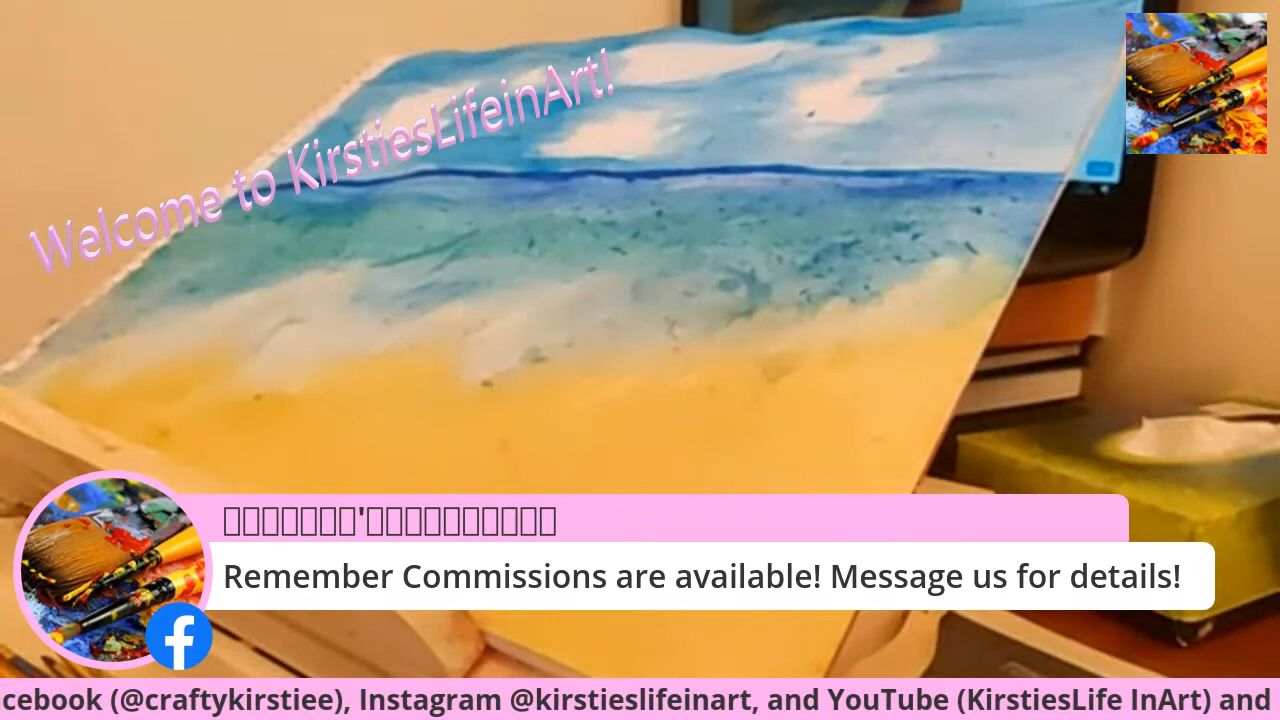 Welcome to KirstiesLifeinArt!
Remember Commissions are available! Message us for details!
cebook (@craftykirstiee), Instagram @kirstieslifeinart, and YouTube (KirstiesLife InArt) and